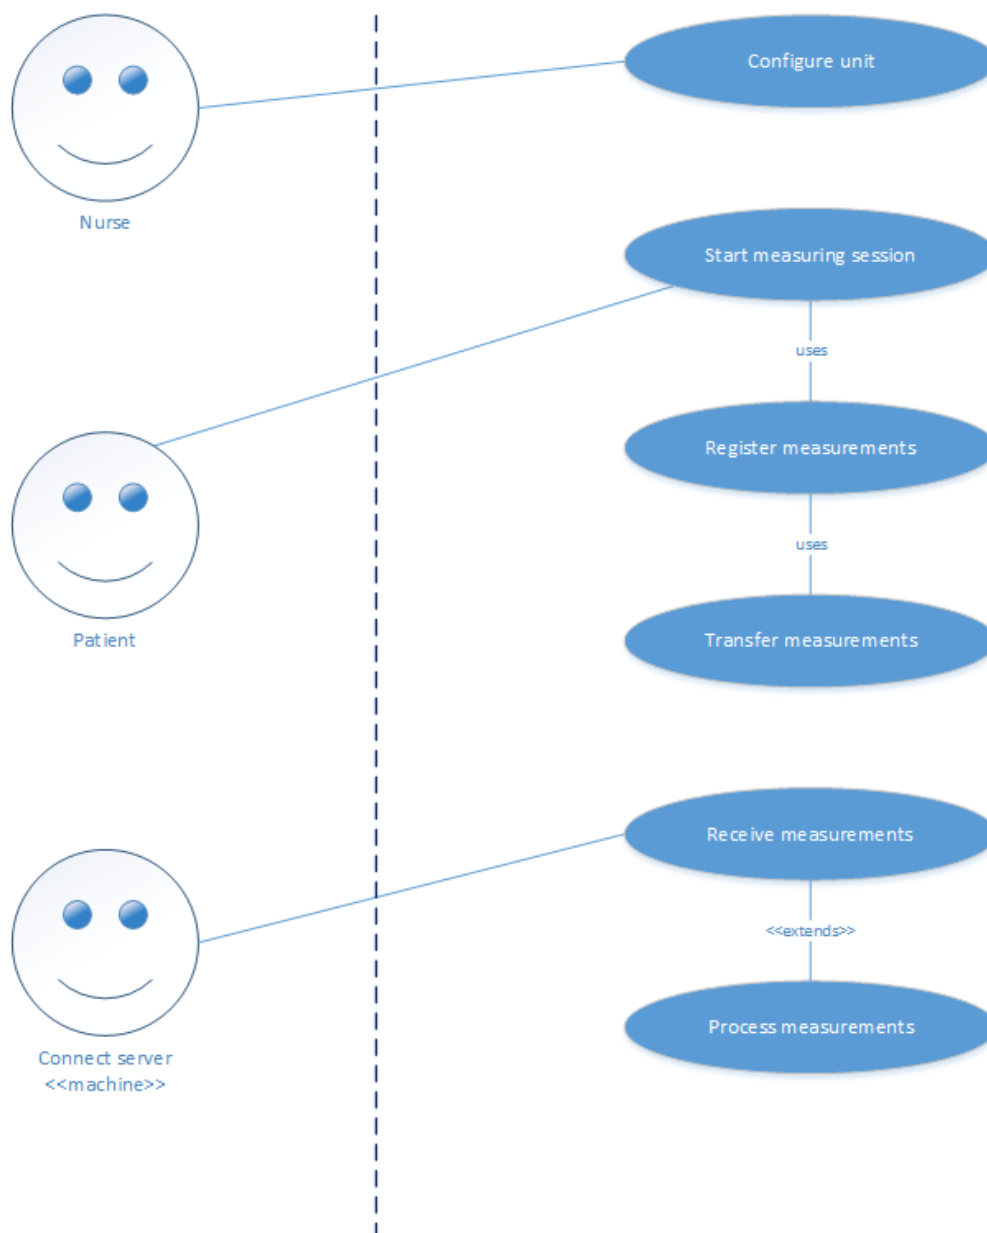 Configure unit
Nurse
Start measuring session
uses
Register measurements
uses
Patient
Transfer measurements
Receive measurements
<<extends>>
Process measurements
Connect server
<<machine>>